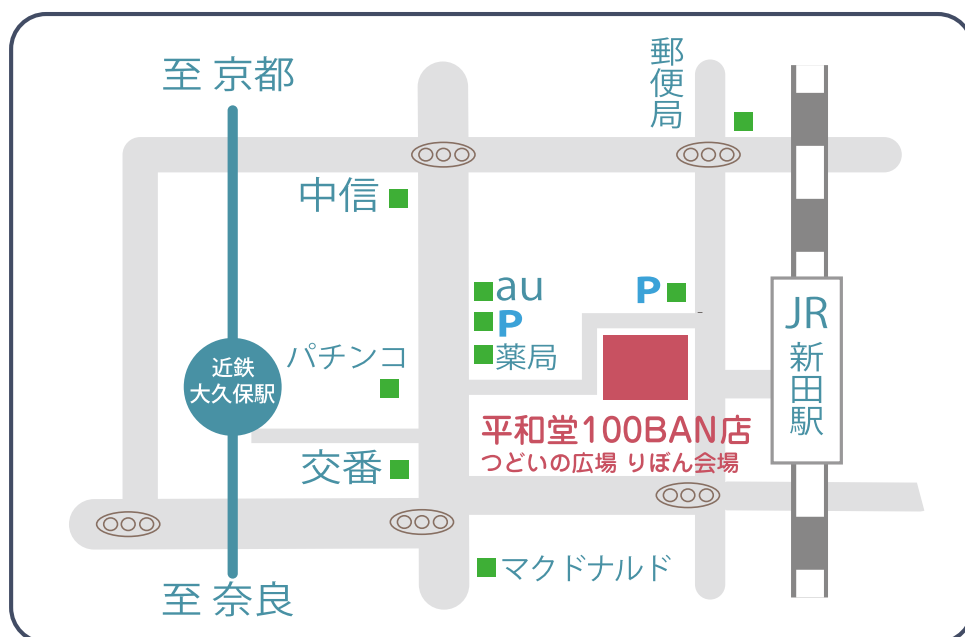 至 京都
郵便局
中信
au
P
P
薬局
パチンコ
近鉄
大久保駅
JR
新田駅
平和堂100BAN店
つどいの広場 りぼん会場
交番
マクドナルド
至 奈良